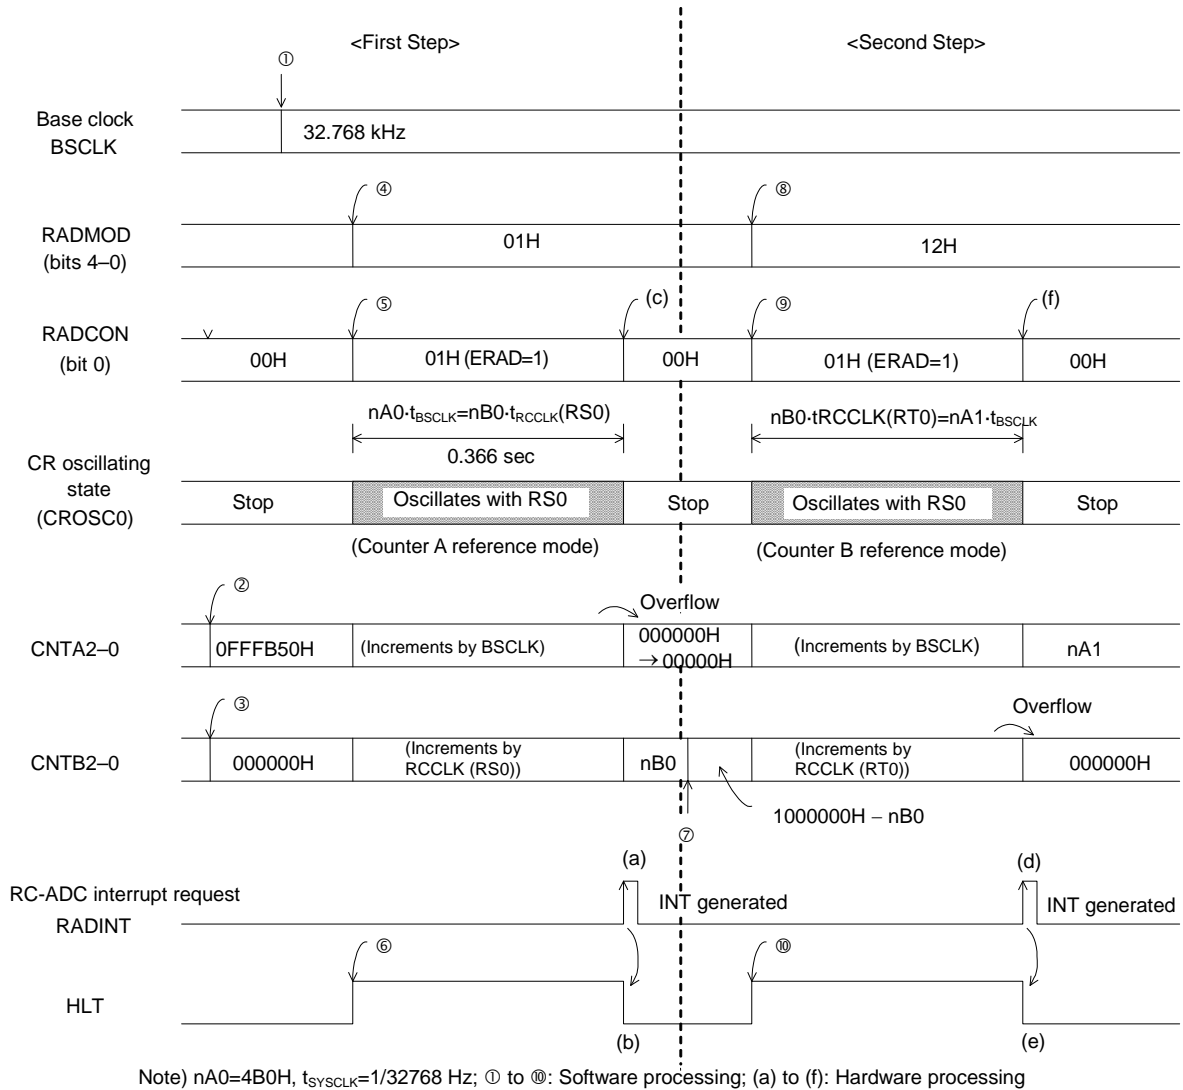 <First Step>
<Second Step>
①
Base clock
BSCLK
32.768 kHz
④
⑧
RADMOD
(bits 4–0)
01H
12H
⑤
(c)
⑨
(f)
RADCON
(bit 0)
00H
01H (ERAD=1)
00H
01H (ERAD=1)
00H
nA0·tBSCLK=nB0·tRCCLK(RS0)
nB0·tRCCLK(RT0)=nA1·tBSCLK
0.366 sec
CR oscillating
state
(CROSC0)
Stop
Oscillates with RS0
Stop
Oscillates with RS0
Stop
(Counter A reference mode)
(Counter B reference mode)
②
Overflow
CNTA2–0
0FFFB50H
(Increments by BSCLK)
000000H
→ 00000H
(Increments by BSCLK)
nA1
③
Overflow
CNTB2–0
000000H
(Increments by
RCCLK (RS0))
nB0
(Increments by
RCCLK (RT0))
000000H
1000000H – nB0
⑦
(a)
(d)
RC-ADC interrupt request
RADINT
INT generated
INT generated
⑥
⑩
HLT
(b)
(e)
Note) nA0=4B0H, tSYSCLK=1/32768 Hz; ① to ⑩: Software processing; (a) to (f): Hardware processing